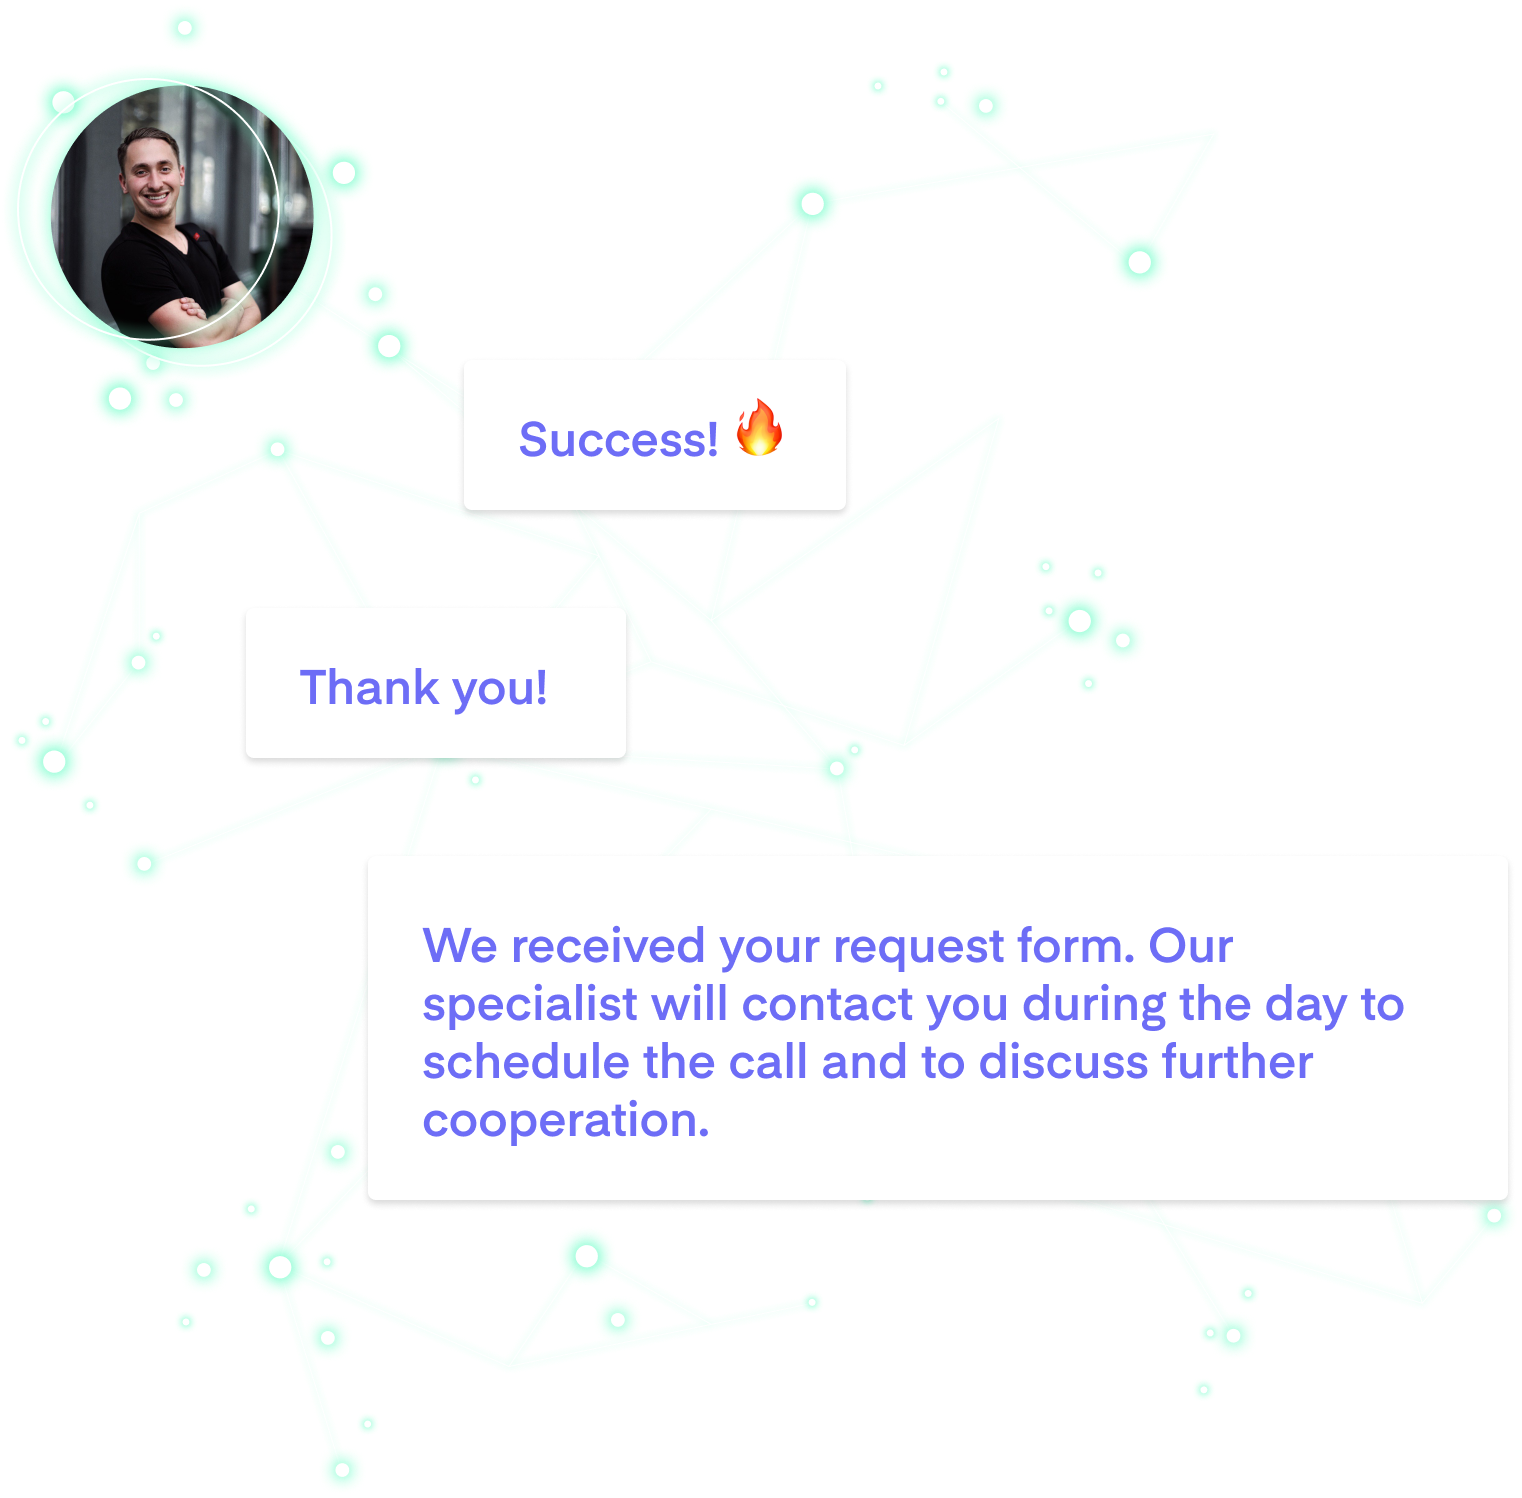 Success! 🔥
Thank you!
We received your request form. Our
specialist will contact you during the day to
schedule the call and to discuss further
cooperation.